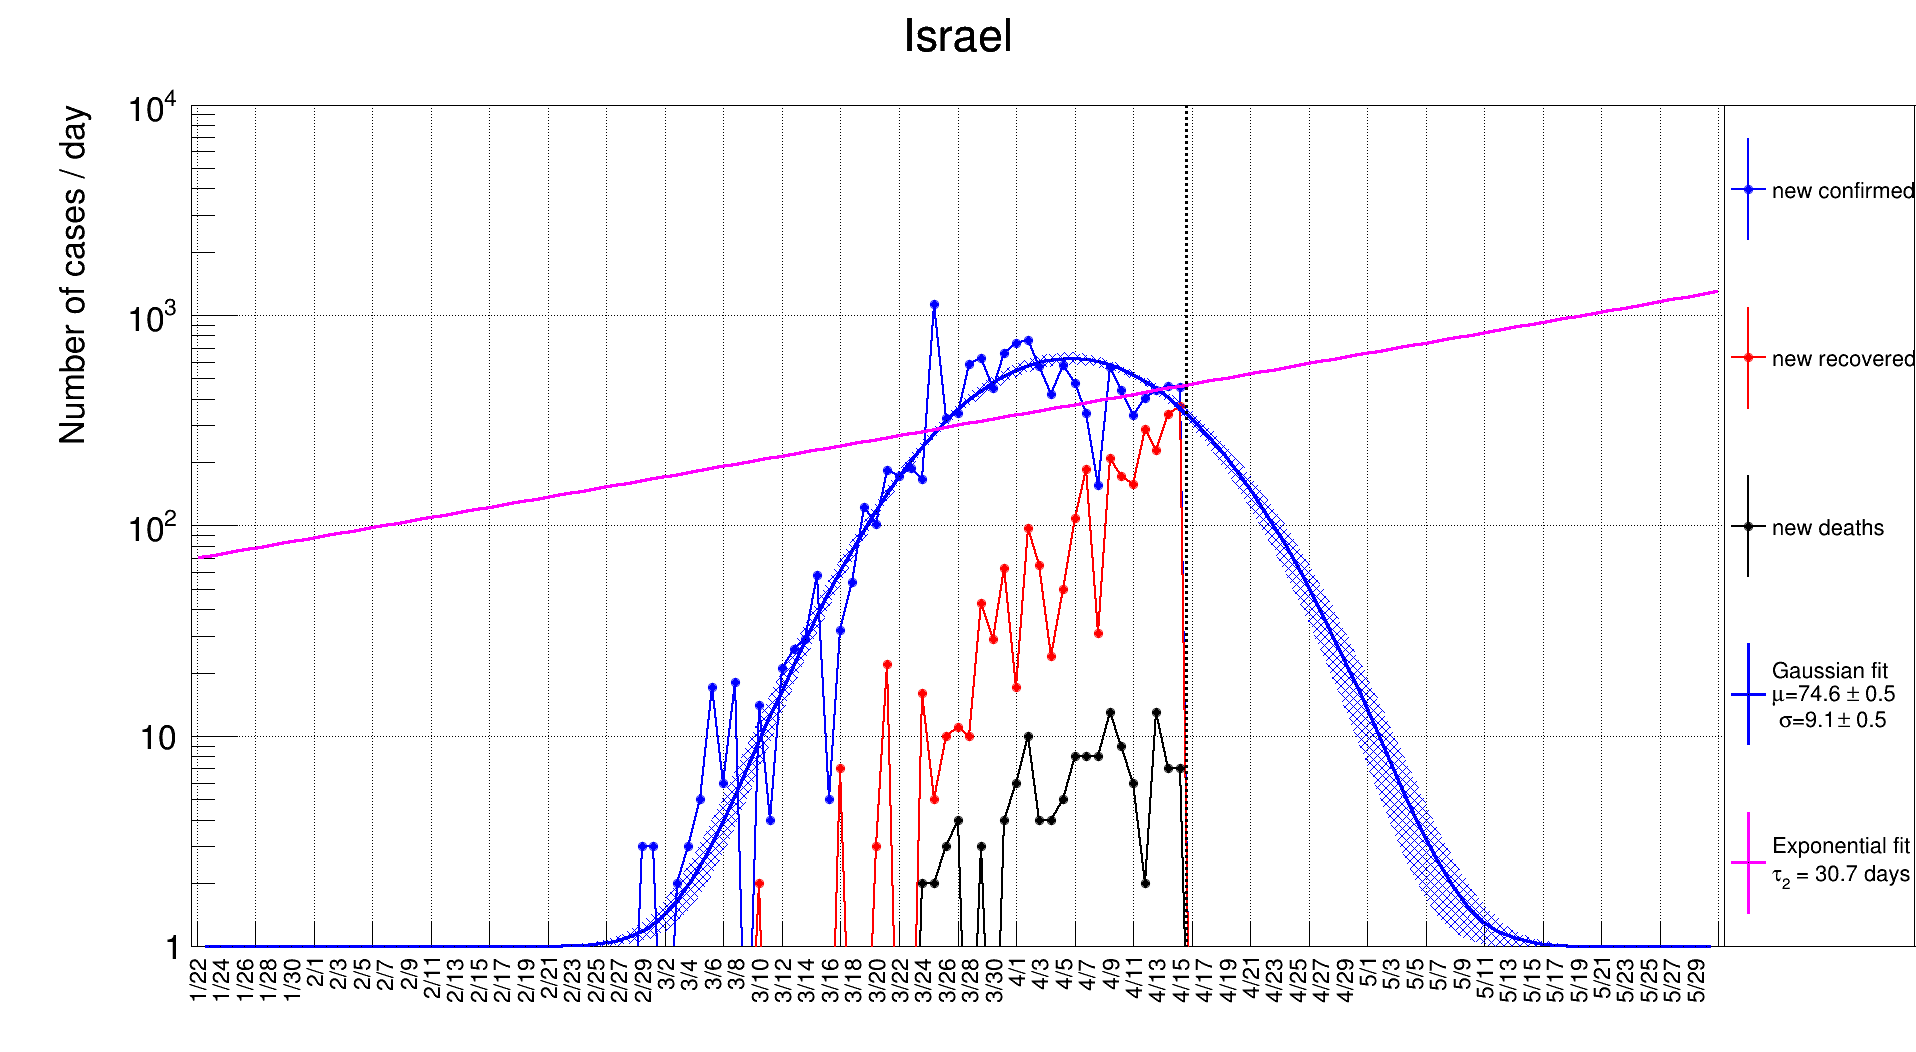 Israel
Number of cases / day
10⁴
10³
10²
10
1
1/22 1/24 1/26 1/28 1/30 2/1 2/3 2/5 2/7 2/9 2/11 2/13 2/15 2/17 2/19 2/21 2/23 2/25 2/27 2/29 3/2 3/4 3/6 3/8 3/10 3/12 3/14 3/16 3/18 3/20 3/22 3/24 3/26 3/28 3/30 4/1 4/3 4/5 4/7 4/9 4/11 4/13 4/15 4/17 4/19 4/21 4/23 4/25 4/27 4/29 5/1 5/3 5/5 5/7 5/9 5/11 5/13 5/15 5/17 5/19 5/21 5/23 5/25 5/27 5/29
new confirmed
new recovered
new deaths
Gaussian fit
μ=74.6 ± 0.5
σ=9.1 ± 0.5
Exponential fit
τ₂ = 30.7 days